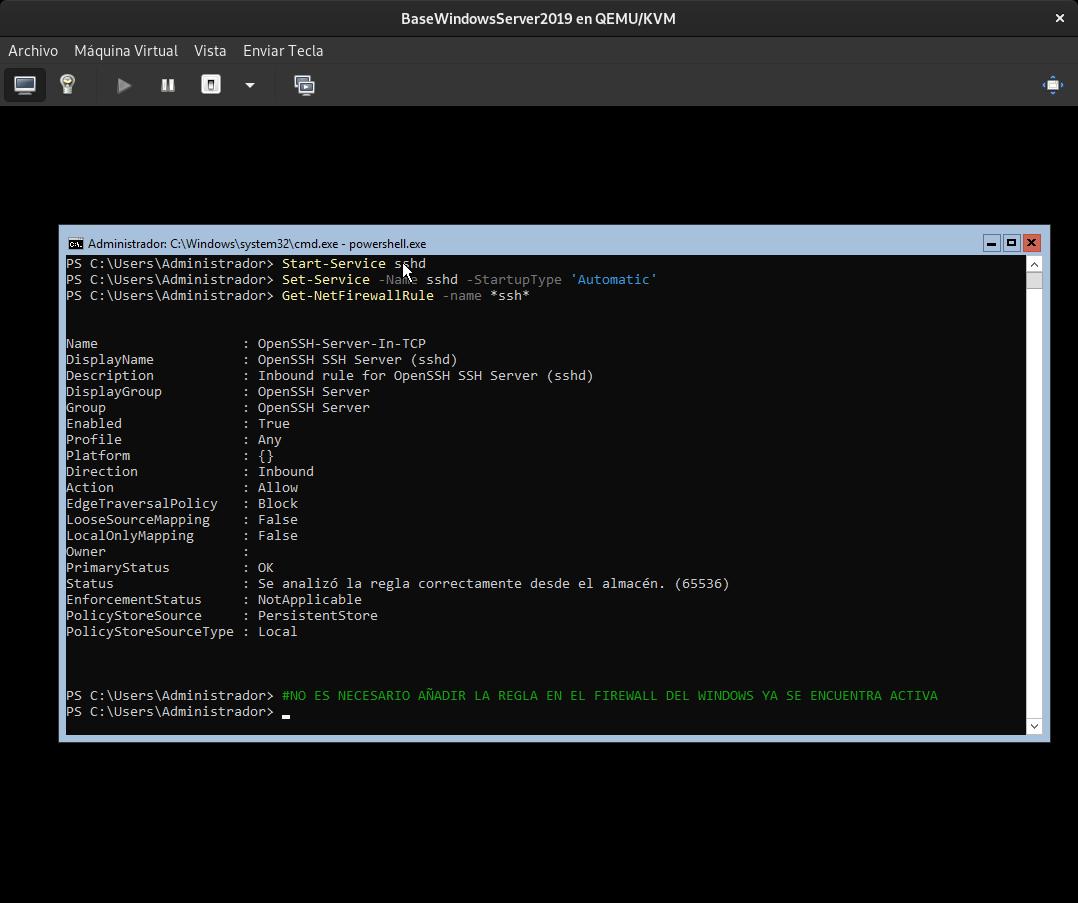 BaseWindowsServer2019 en QEMU/KVM
Archivo Máquina Virtual Vista Enviar Tecla
Administrador: C:\Windows\system32\cmd.exe - powershell.exe
PS C:\Users\Administrador> Start-Service sshd
PS C:\Users\Administrador> Set-Service -Name sshd -StartupType 'Automatic'
PS C:\Users\Administrador> Get-NetFirewallRule -name *ssh*
Name : OpenSSH-Server-In-TCP
DisplayName : OpenSSH SSH Server (sshd)
Description : Inbound rule for OpenSSH SSH Server (sshd)
DisplayGroup : OpenSSH Server
Group : OpenSSH Server
Enabled : True
Profile : Any
Platform : {}
Direction : Inbound
Action : Allow
EdgeTraversalPolicy : Block
LooseSourceMapping : False
LocalOnlyMapping : False
Owner :
PrimaryStatus : OK
Status : Se analizó la regla correctamente desde el almacén. (65536)
EnforcementStatus : NotApplicable
PolicyStoreSource : PersistentStore
PolicyStoreSourceType : Local
PS C:\Users\Administrador> #NO ES NECESARIO AÑADIR LA REGLA EN EL FIREWALL DEL WINDOWS YA SE ENCUENTRA ACTIVA
PS C:\Users\Administrador>